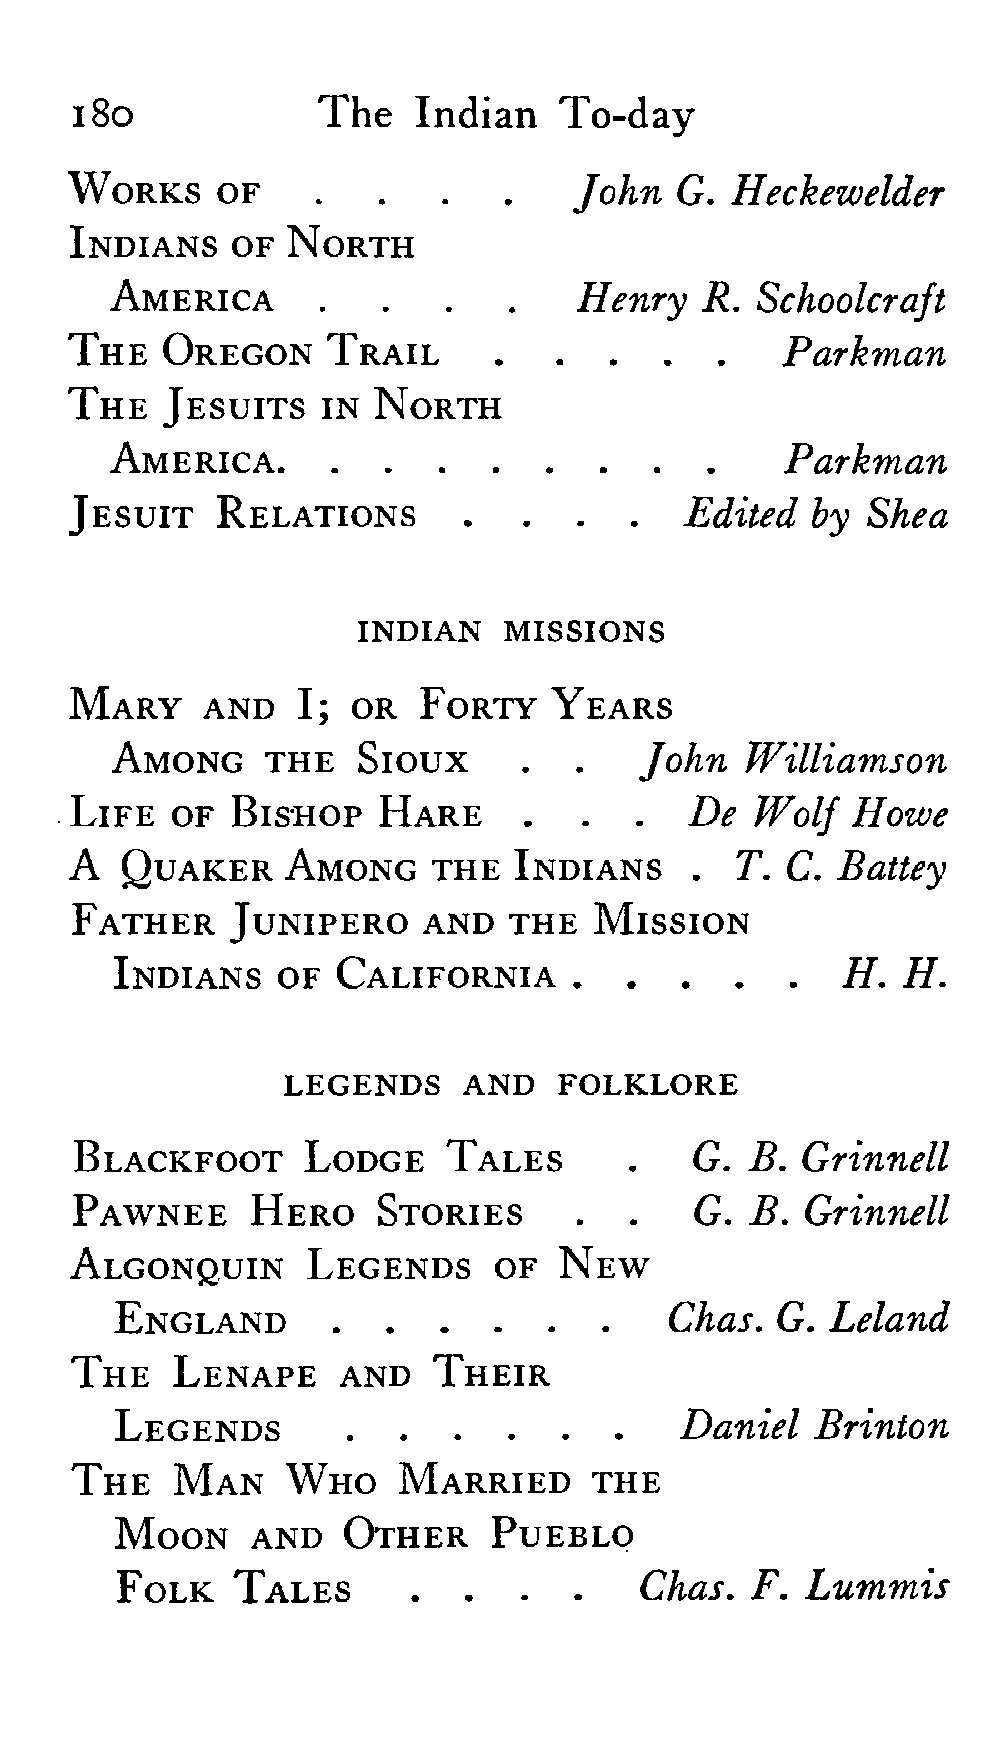 180 The Indian To-day
Works of . . . . John G. Heckewelder
Indians of North
America . . . . Henry R. Schoolcraft
The Oregon Trail . . . . . Parkman
The Jesuits in North
America. . . . . . . . . Parkman
Jesuit Relations . . . . Edited by Shea
INDIAN MISSIONS
Mary and I; or Forty Years
Among the Sioux . . John Williamson
Life of Bishop Hare . . . De Wolf Howe
A Quaker Among the Indians . T. C. Battey
Father Junipero and the Mission
Indians of California . . . . . H. H.
LEGENDS AND FOLKLORE
Blackfoot Lodge Tales . G. B. Grinnell
Pawnee Hero Stories . . G. B. Grinnell
Algonquin Legends of New
England . . . . . . Chas. G. Leland
The Lenape and Their
Legends . . . . . . Daniel Brinton
The Man Who Married the
Moon and Other Pueblo
Folk Tales . . . . Chas. F. Lummis